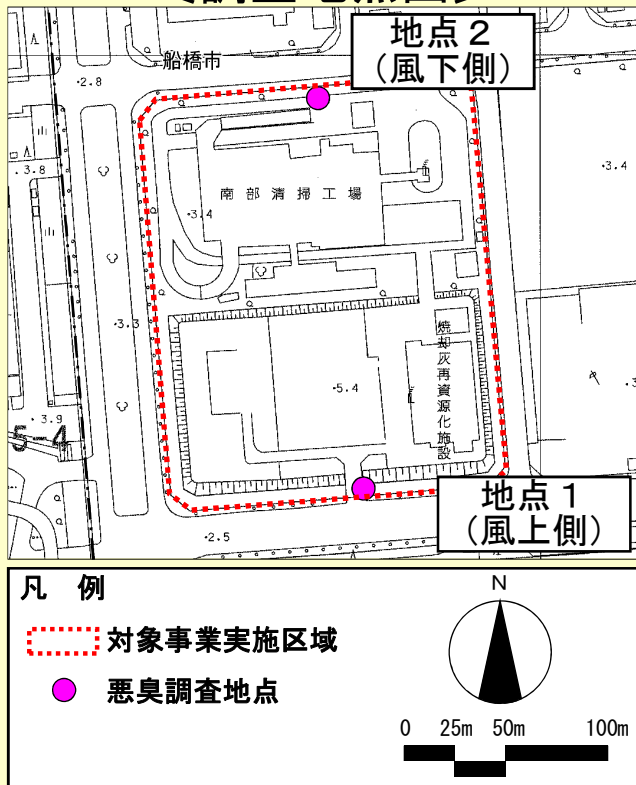 地点２
（風下側）
船橋市
2.8
3.8
3.4
南部清掃工場
3.4
3.3
焼却灰再資源化施設
5.4
3.9
5 4
地点１
（風上側）
2.5
凡 例
対象事業実施区域
悪臭調査地点
N
0 25m 50m 100m